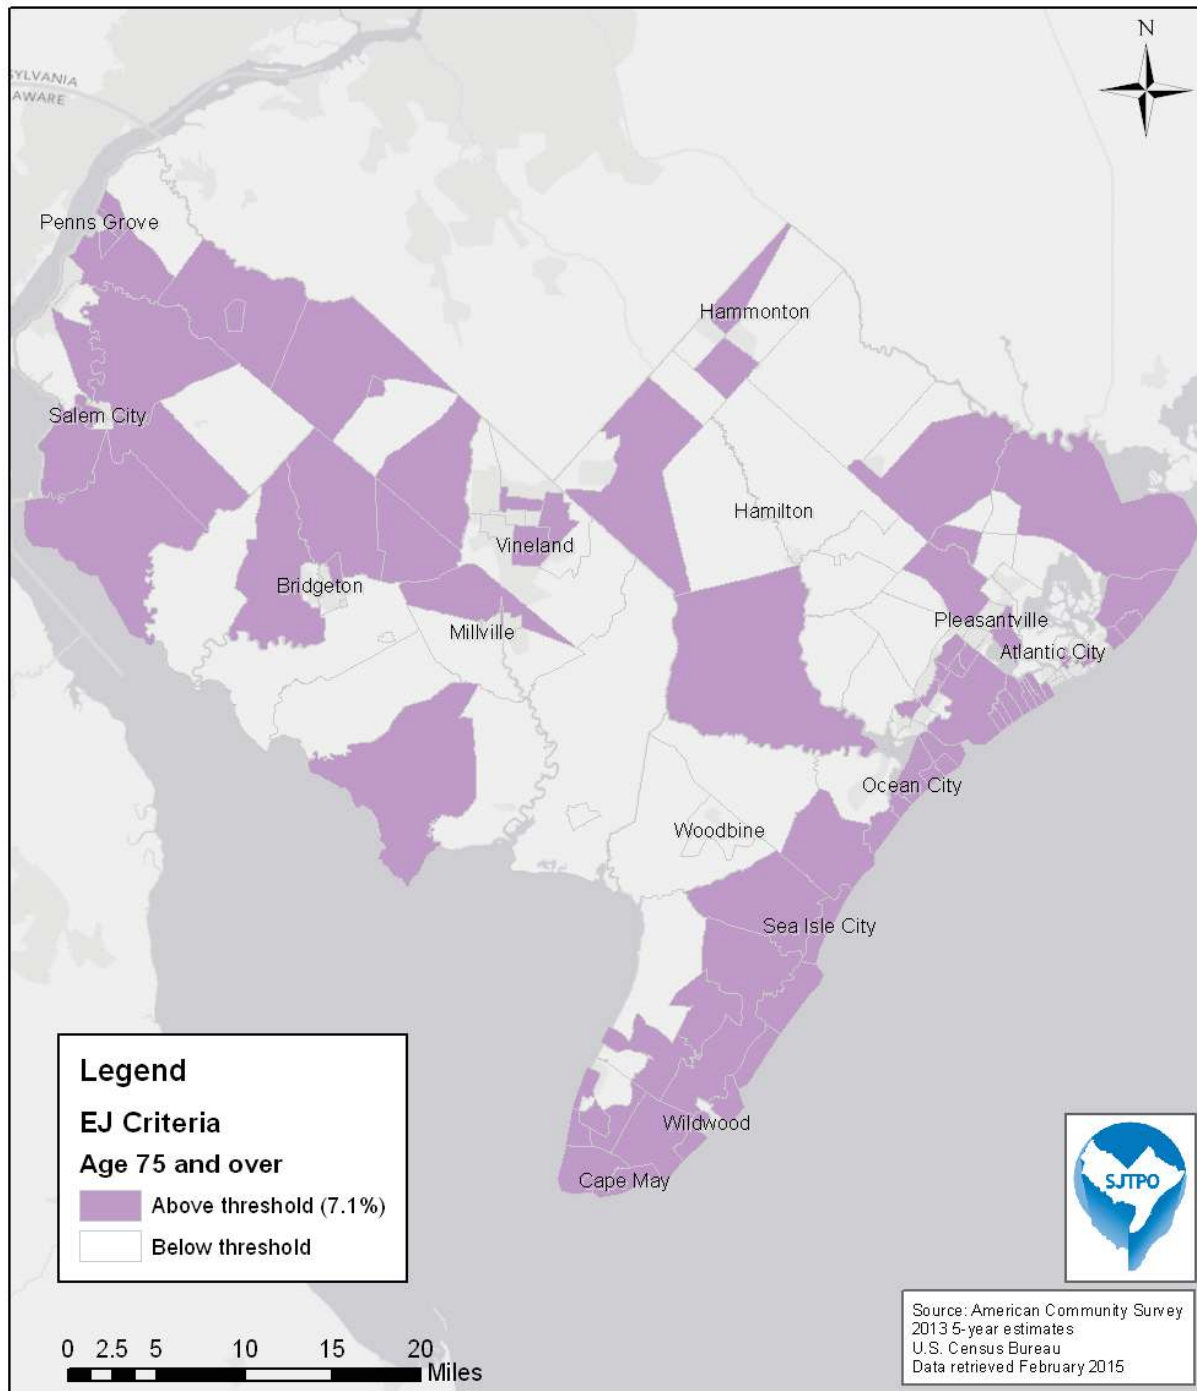 N
SYLVANIA
AWARE
Penns Grove
Hammonton
Salem City
Hamilton
Vineland
Bridgeton
Millville
Pleasantville
Atlantic City
Ocean City
Woodbine
Sea Isle City
Wildwood
Cape May
Legend
EJ Criteria
Age 75 and over
Above threshold (7.1%)
Below threshold
0 2.5 5 10 15 20
Miles
SJTPO
Source: American Community Survey
2013 5-year estimates
U.S. Census Bureau
Data retrieved February 2015